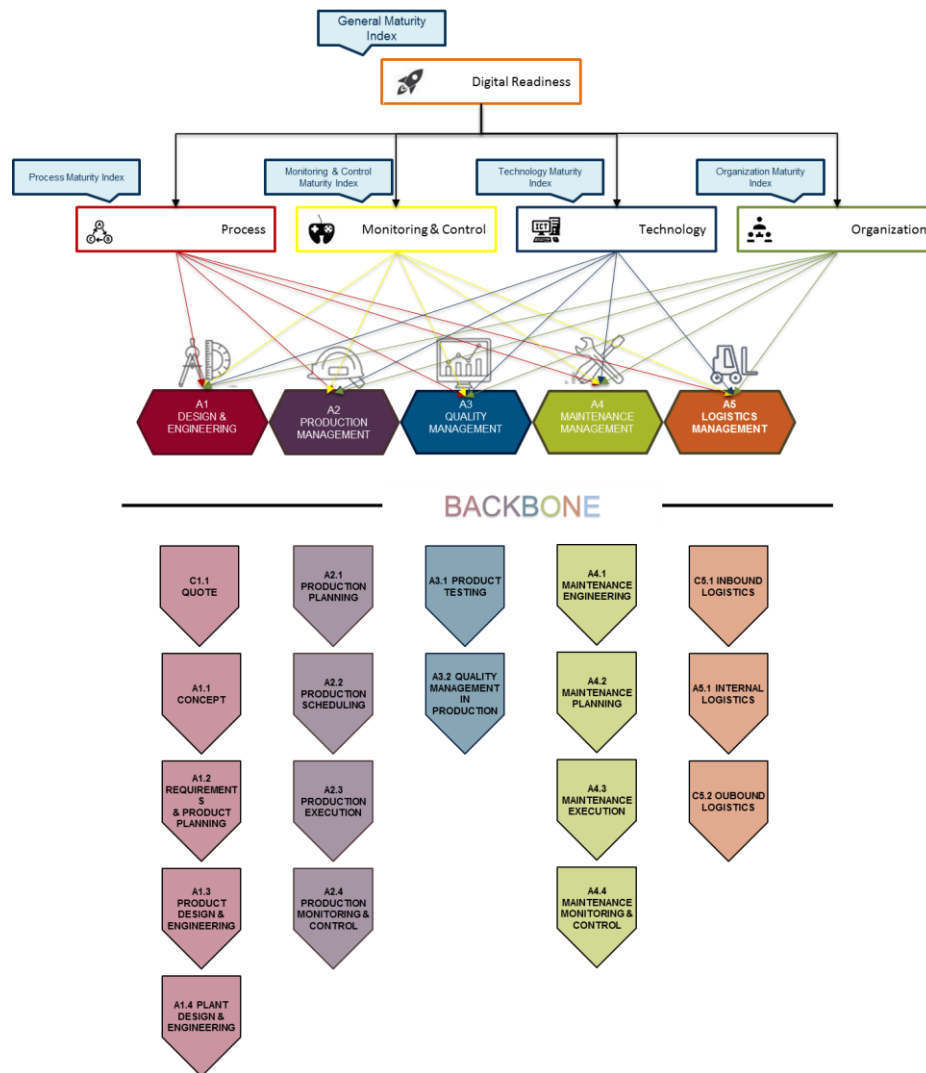 General Maturity
Index
Digital Readiness
Process Maturity Index
Monitoring & Control
Maturity Index
Technology Maturity
Index
Organization Maturity
Index
A
C B
Process
Monitoring & Control
ICT
Technology
Organization
A1
DESIGN &
ENGINEERING
A2
PRODUCTION
MANAGEMENT
A3
QUALITY
MANAGEMENT
A4
MAINTENANCE
MANAGEMENT
A5
LOGISTICS
MANAGEMENT
BACKBONE
C1.1
QUOTE
A2.1
PRODUCTION
PLANNING
A3.1 PRODUCT
TESTING
A4.1
MAINTENANCE
ENGINEERING
C5.1 INBOUND
LOGISTICS
A1.1
CONCEPT
A2.2
PRODUCTION
SCHEDULING
A3.2 QUALITY
MANAGEMENT
IN
PRODUCTION
A4.2
MAINTENANCE
PLANNING
A5.1 INTERNAL
LOGISTICS
A1.2
REQUIREMENT
S
& PRODUCT
PLANNING
A2.3
PRODUCTION
EXECUTION
A4.3
MAINTENANCE
EXECUTION
C5.2 OUBOUND
LOGISTICS
A1.3
PRODUCT
DESIGN &
ENGINEERING
A2.4
PRODUCTION
MONITORING &
CONTROL
A4.4
MAINTENANCE
MONITORING &
CONTROL
A1.4 PLANT
DESIGN &
ENGINEERING